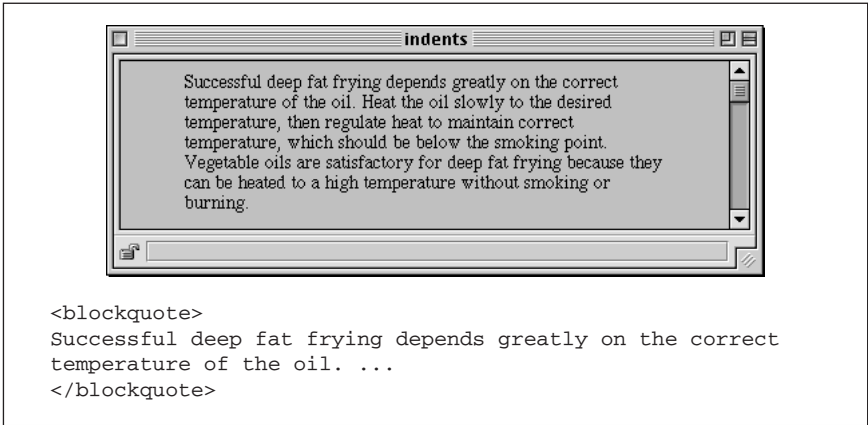 indents
Successful deep fat frying depends greatly on the correct
temperature of the oil. Heat the oil slowly to the desired
temperature, then regulate heat to maintain correct
temperature, which should be below the smoking point.
Vegetable oils are satisfactory for deep fat frying because they
can be heated to a high temperature without smoking or
burning.
<blockquote>
Successful deep fat frying depends greatly on the correct
temperature of the oil. ...
</blockquote>